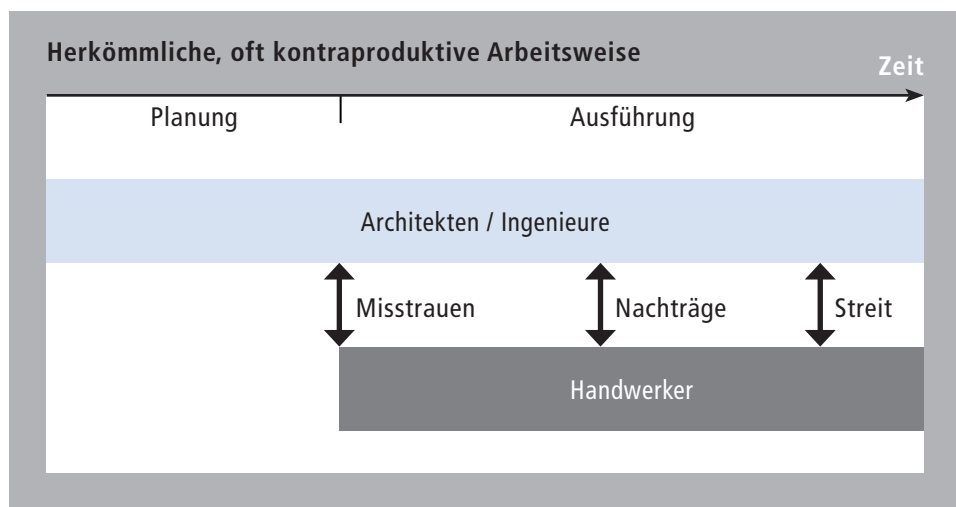 Herkömmliche, oft kontraproduktive Arbeitsweise
Zeit
Planung
Ausführung
Architekten / Ingenieure
Misstrauen
Nachträge
Streit
Handwerker